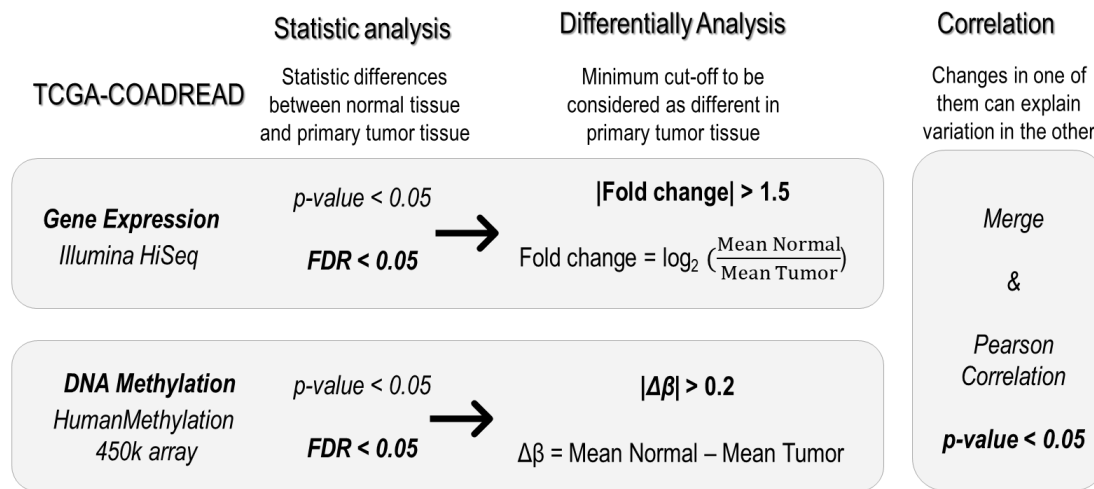 Statistic analysis
Differentially Analysis
Correlation
TCGA-COADREAD
Statistic differences
between normal tissue
and primary tumor tissue
Minimum cut-off to be
considered as different in
primary tumor tissue
Changes in one of
them can explain
variation in the other
Gene Expression
Illumina HiSeq
p-value < 0.05
FDR < 0.05
|Fold change| > 1.5
Fold change = log₂ (Mean Normal/Mean Tumor)
DNA Methylation
HumanMethylation
450k array
p-value < 0.05
FDR < 0.05
|Δβ| > 0.2
Δβ = Mean Normal – Mean Tumor
Merge
&
Pearson
Correlation
p-value < 0.05